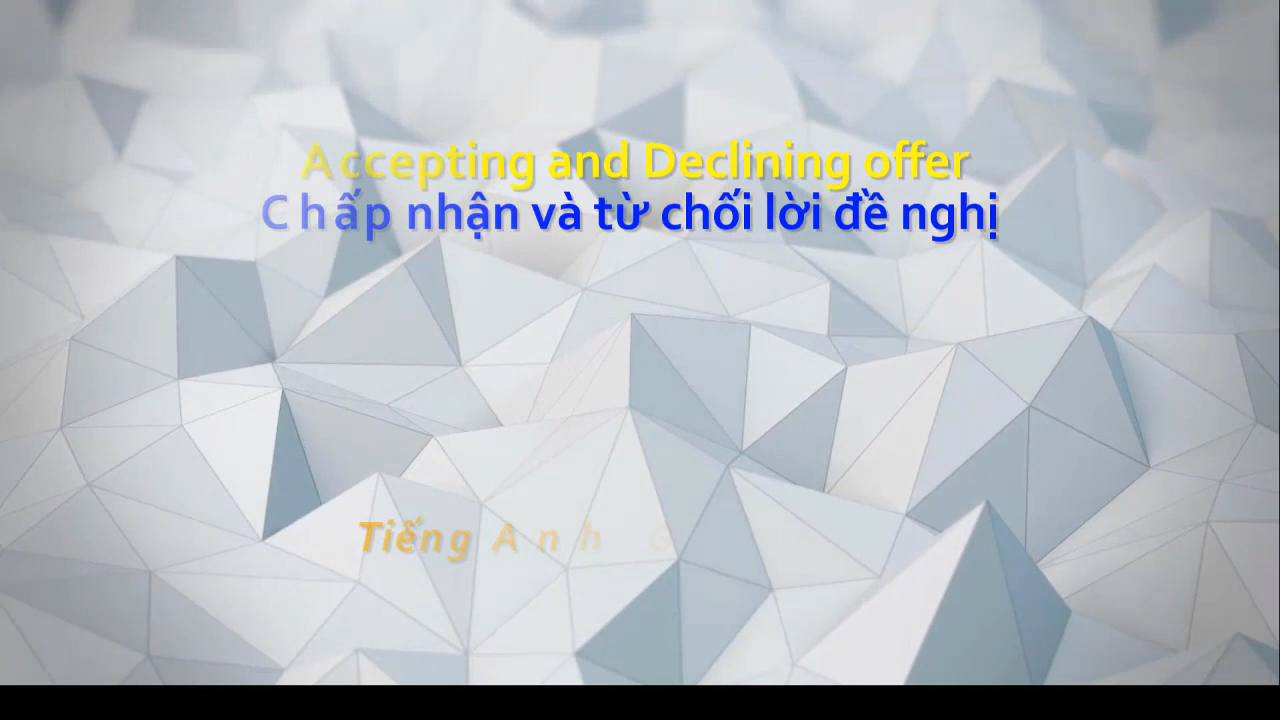 Accepting and Declining offer
Chấp nhận và từ chối lời đề nghị
Tiếng Anh G